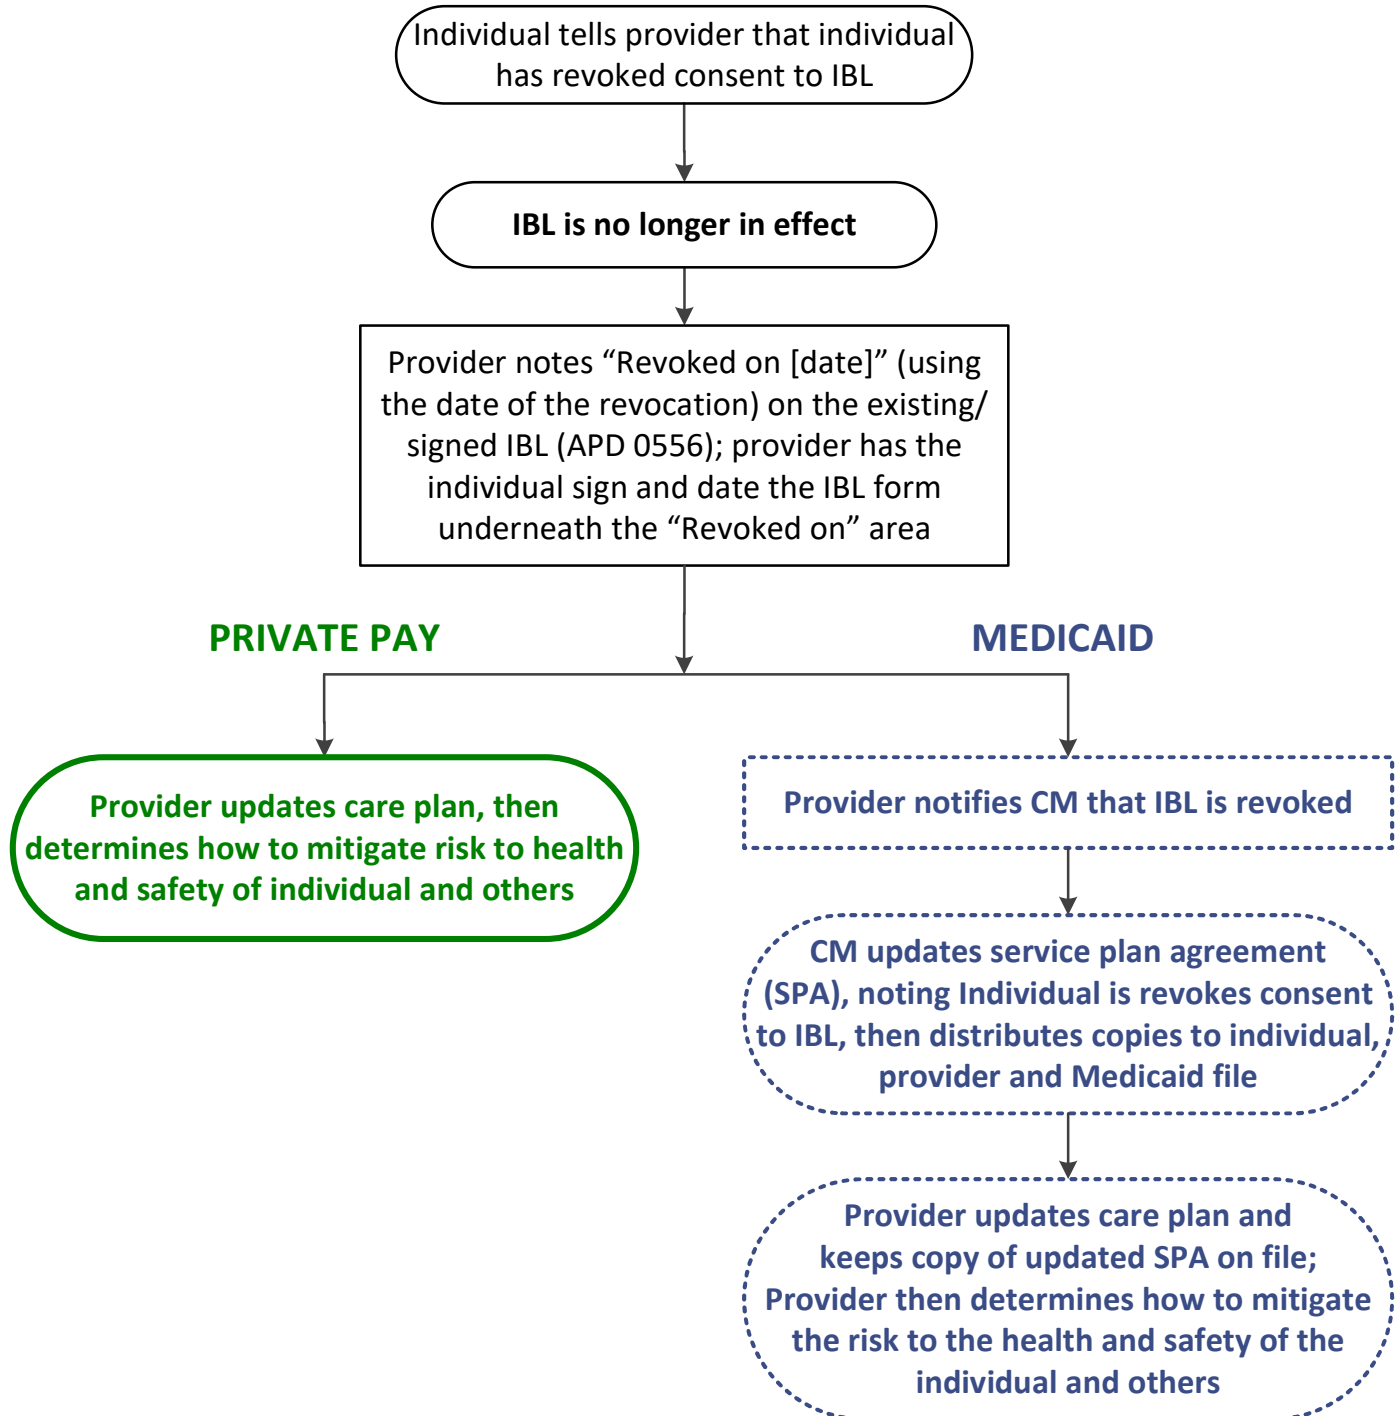 Individual tells provider that individual
has revoked consent to IBL
IBL is no longer in effect
Provider notes “Revoked on [date]” (using
the date of the revocation) on the existing/
signed IBL (APD 0556); provider has the
individual sign and date the IBL form
underneath the “Revoked on” area
PRIVATE PAY
MEDICAID
Provider updates care plan, then
determines how to mitigate risk to health
and safety of individual and others
Provider notifies CM that IBL is revoked
CM updates service plan agreement
(SPA), noting Individual is revokes consent
to IBL, then distributes copies to individual,
provider and Medicaid file
Provider updates care plan and
keeps copy of updated SPA on file;
Provider then determines how to mitigate
the risk to the health and safety of the
individual and others